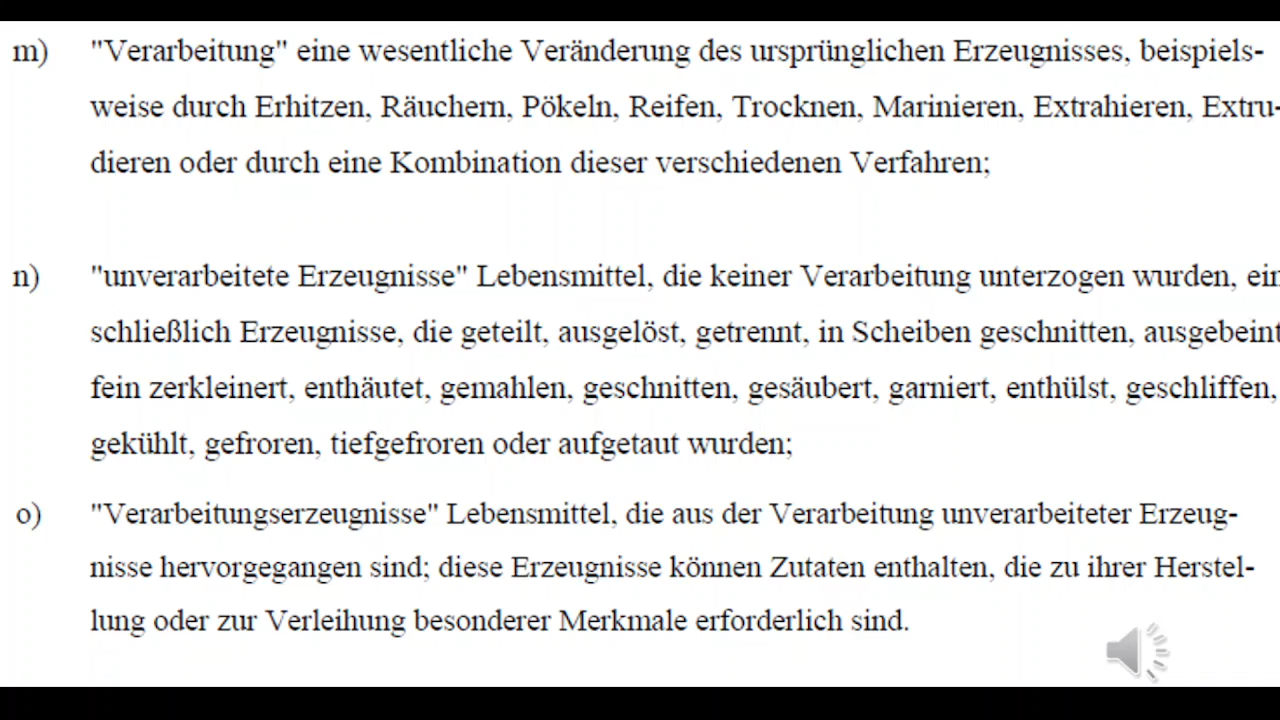 m) "Verarbeitung" eine wesentliche Veränderung des ursprünglichen Erzeugnisses, beispiels-
weise durch Erhitzen, Räuchern, Pökeln, Reifen, Trocknen, Marinieren, Extrahieren, Extru-
dieren oder durch eine Kombination dieser verschiedenen Verfahren;
n) "unverarbeitete Erzeugnisse" Lebensmittel, die keiner Verarbeitung unterzogen wurden, ein
schließlich Erzeugnisse, die geteilt, ausgelöst, getrennt, in Scheiben geschnitten, ausgebeint
fein zerkleinert, enthäutet, gemahlen, geschnitten, gesäubert, garniert, enthülst, geschliffen,
gekühlt, gefroren, tiefgefroren oder aufgetaut wurden;
o) "Verarbeitungserzeugnisse" Lebensmittel, die aus der Verarbeitung unverarbeiteter Erzeug-
nisse hervorgegangen sind; diese Erzeugnisse können Zutaten enthalten, die zu ihrer Herstel-
lung oder zur Verleihung besonderer Merkmale erforderlich sind.